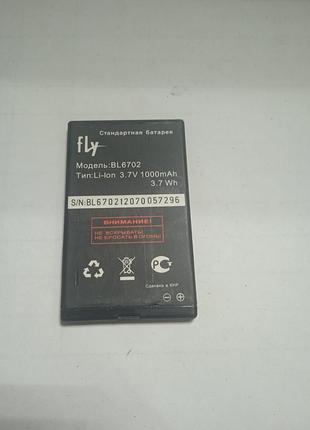 Стандартная батарея
fly
Модель:BL6702
Тип:Li-Ion 3.7V 1000mAh
3.7 Wh
S/N:BL670212070057296
ВНИМАНИЕ!
НЕ ВСКРЫВАТЬ!
НЕ БРОСАТЬ В ОГОНЬ!
Сделано в КНР